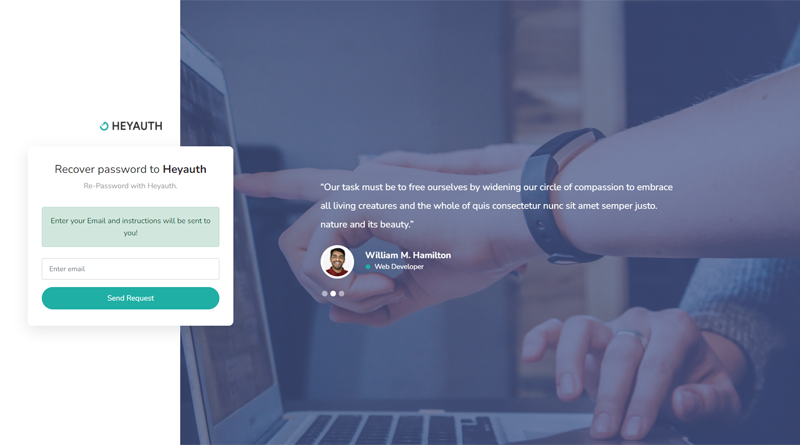 HEYAUTH
Recover password to Heyauth
Re-Password with Heyauth.
Enter your Email and instructions will be sent to
you!
Enter email
Send Request
“Our task must be to free ourselves by widening our circle of compassion to embrace
all living creatures and the whole of quis consectetur nunc sit amet semper justo.
nature and its beauty.”
William M. Hamilton
Web Developer